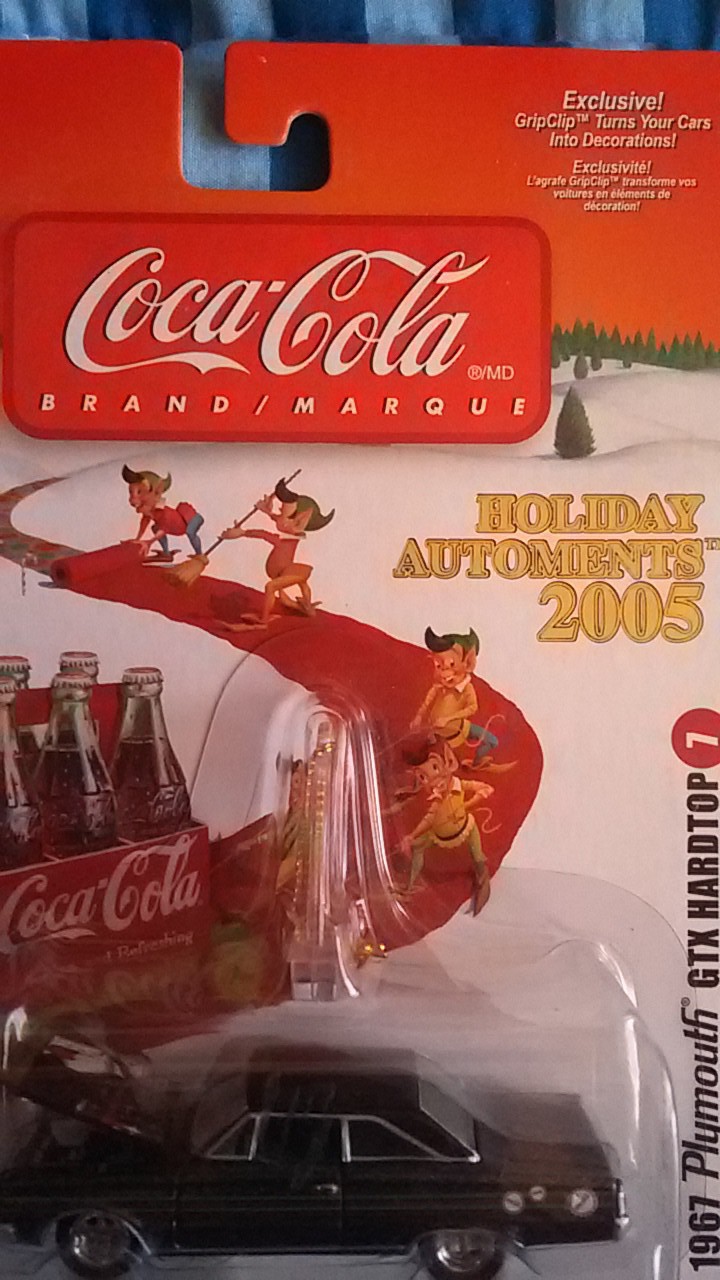 Exclusive!
GripClip™ Turns Your Cars
Into Decorations!
Exclusivité!
L'agrafe GripClip™ transforme vos
voitures en éléments de
décoration!
Coca-Cola
®/MD
BRAND/MARQUE
HOLIDAY
AUTOMENTS™
2005
Coca-Cola
Refreshing
1967 Plymouth® GTX HARDTOP 7